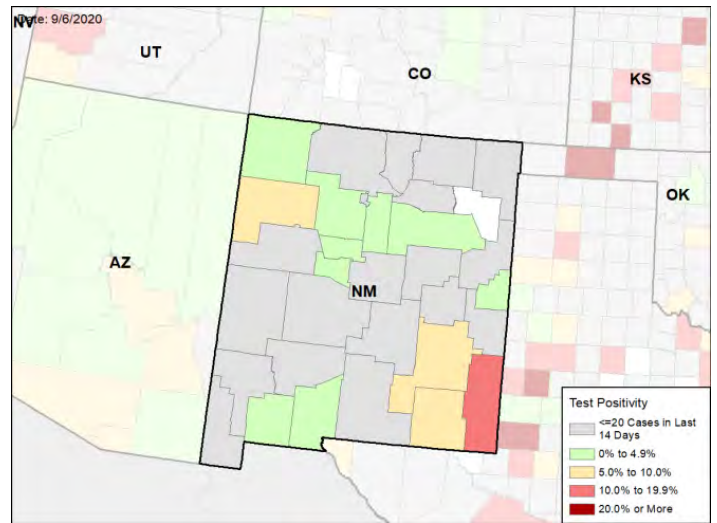 Date: 9/6/2020
NV
UT
CO
KS
OK
AZ
NM
Test Positivity
<=20 Cases in Last
14 Days
0% to 4.9%
5.0% to 10.0%
10.0% to 19.9%
20.0% or More